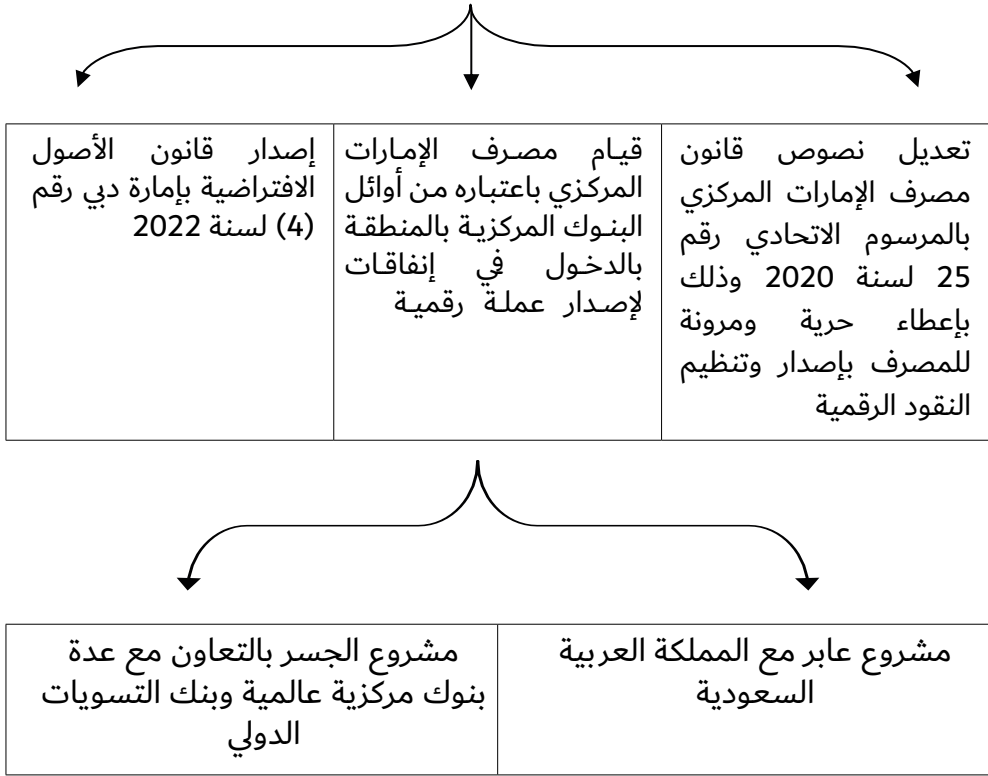 تعديل نصوص قانون
مصرف الإمارات المركزي
بالمرسوم الاتحادي رقم
25 لسنة 2020 وذلك
بإعطاء حرية ومرونة
للمصرف بإصدار وتنظيم
النقود الرقمية
قيام مصرف الإمارات
المركزي باعتباره من أوائل
البنوك المركزية بالمنطقة
بالدخول في إنفاقات
لإصدار عملة رقمية
إصدار قانون الأصول
الافتراضية بإمارة دبي رقم
(4) لسنة 2022
مشروع عابر مع المملكة العربية
السعودية
مشروع الجسر بالتعاون مع عدة
بنوك مركزية عالمية وبنك التسويات
الدولي